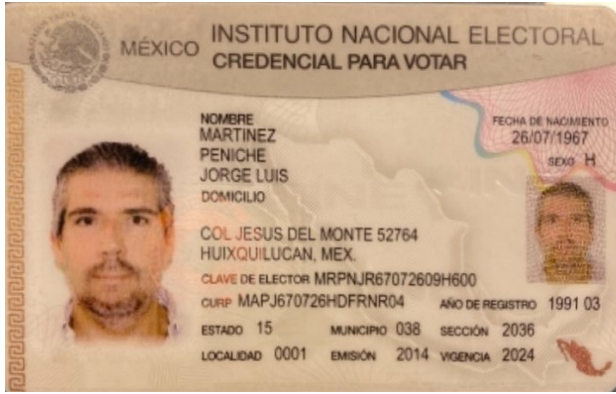 MÉXICO
INSTITUTO NACIONAL ELECTORAL
CREDENCIAL PARA VOTAR
NOMBRE
MARTINEZ
PENICHE
JORGE LUIS
FECHA DE NACIMIENTO
26/07/1967
SEXO H
DOMICILIO
COL JESUS DEL MONTE 52764
HUIXQUILUCAN, MEX.
CLAVE DE ELECTOR MRPNJR67072609H600
CURP MAPJ670726HDFRNR04 AÑO DE REGISTRO 1991 03
ESTADO 15 MUNICIPIO 038 SECCIÓN 2036
LOCALIDAD 0001 EMISIÓN 2014 VIGENCIA 2024